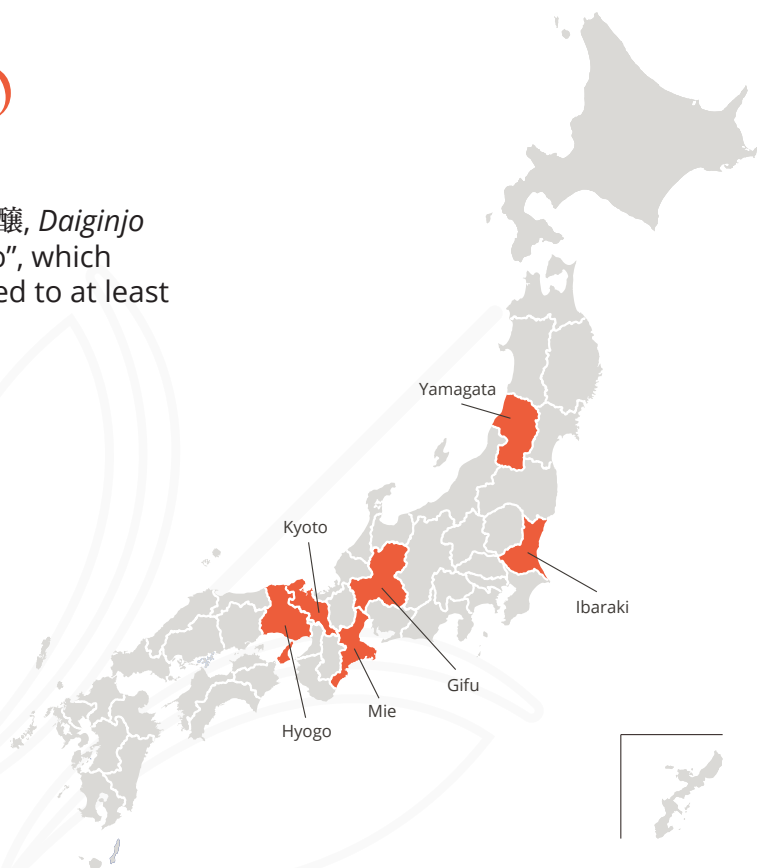 醸, Daiginjo
”, which
ed to at least
Yamagata
Kyoto
Ibaraki
Gifu
Mie
Hyogo